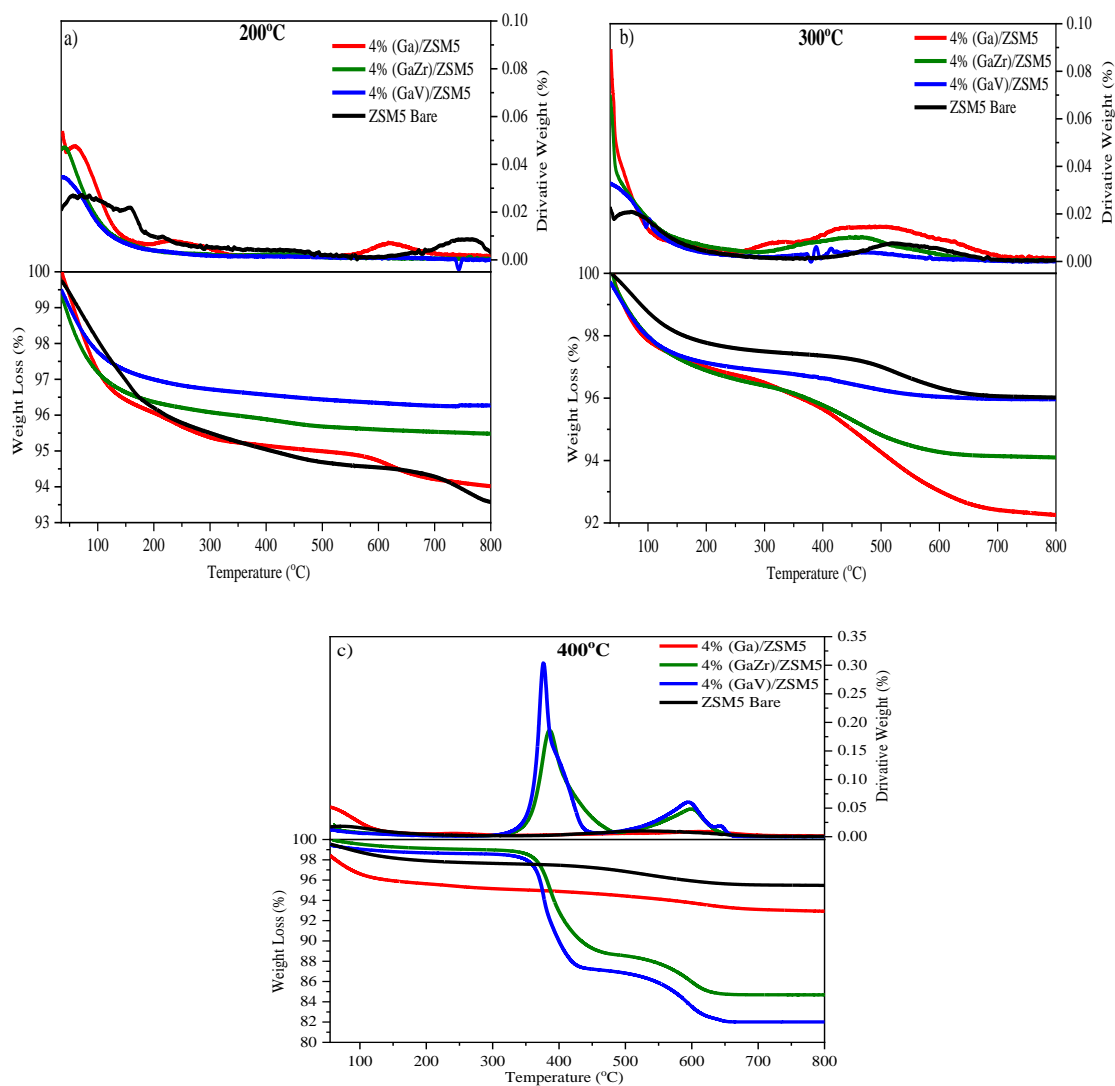 a)
200°C
4% (Ga)/ZSM5
4% (GaZr)/ZSM5
4% (GaV)/ZSM5
ZSM5 Bare
0.10
0.08
0.06
0.04
0.02
0.00
Drivative Weight (%)
100
99
98
97
96
95
94
93
Weight Loss (%)
100 200 300 400 500 600 700 800
Temperature (°C)
b)
300°C
4% (Ga)/ZSM5
4% (GaZr)/ZSM5
4% (GaV)/ZSM5
ZSM5 Bare
0.10
0.08
0.06
0.04
0.02
0.00
Drivative Weight (%)
100
98
96
94
92
Weight Loss (%)
100 200 300 400 500 600 700 800
Temperature (°C)
c)
400°C
4% (Ga)/ZSM5
4% (GaZr)/ZSM5
4% (GaV)/ZSM5
ZSM5 Bare
0.35
0.30
0.25
0.20
0.15
0.10
0.05
0.00
Drivative Weight (%)
100
98
96
94
92
90
88
86
84
82
80
Weight Loss (%)
100 200 300 400 500 600 700 800
Temperature (°C)